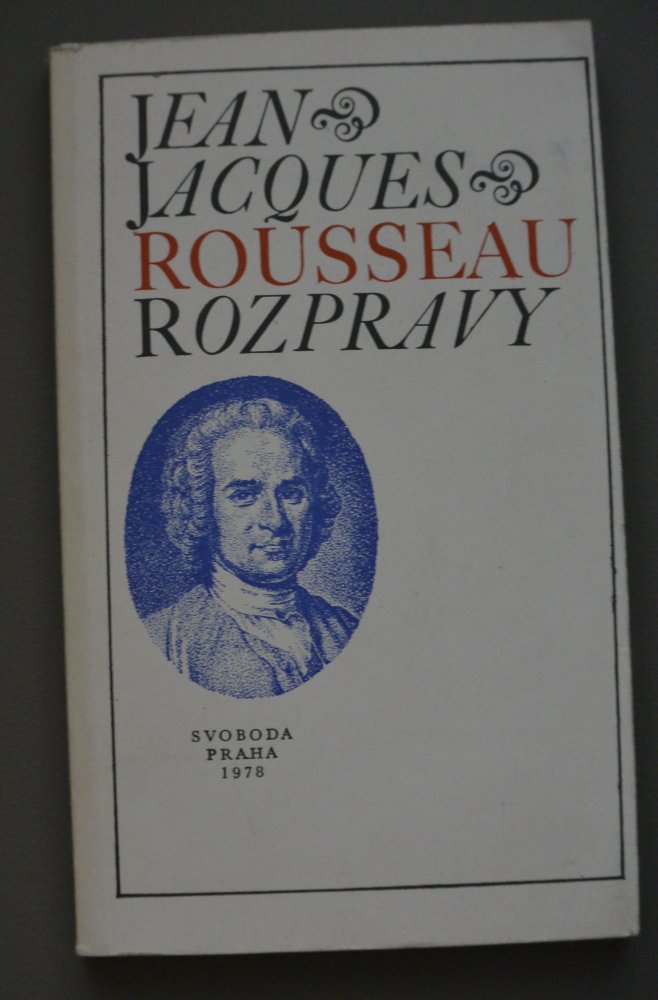 JEAN
JACQUES
ROUSSEAU
ROZPRAVY
SVOBODA
PRAHA
1978